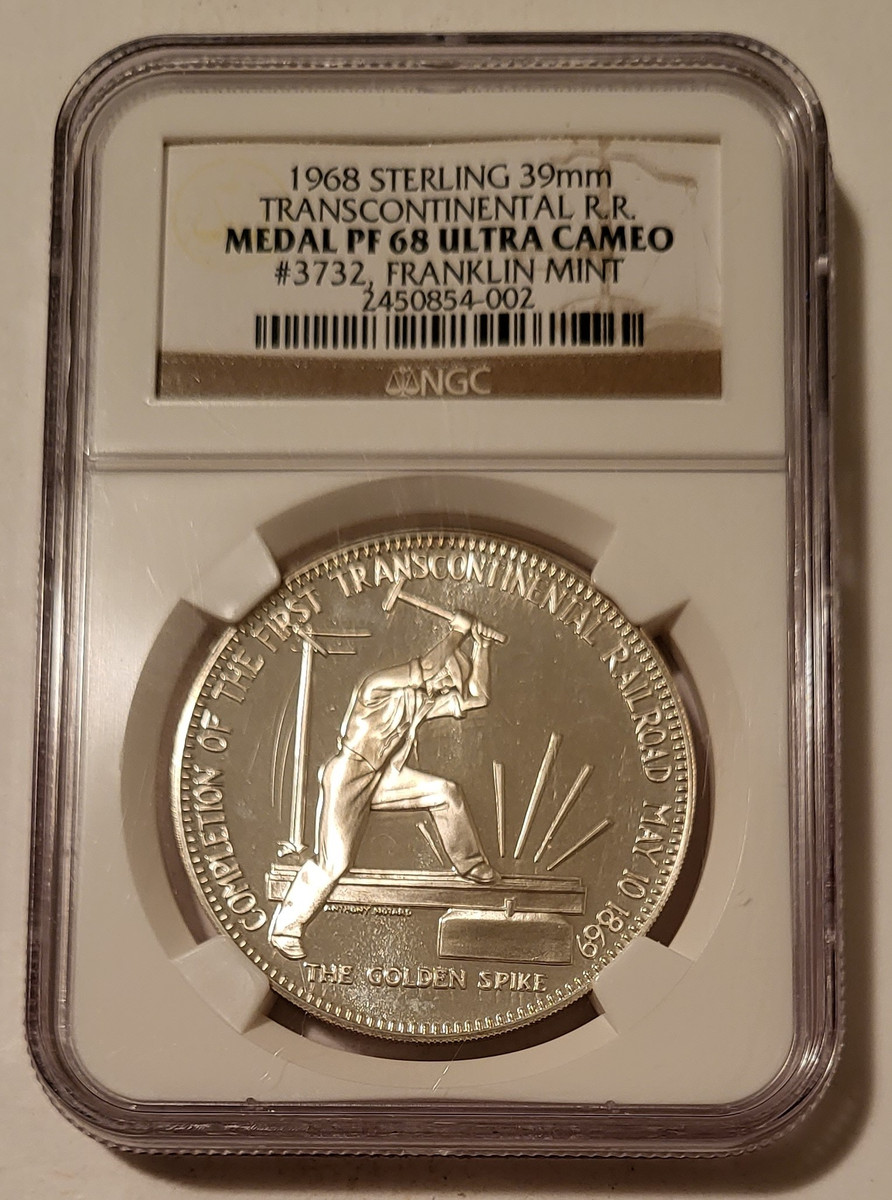 1968 STERLING 39mm
TRANSCONTINENTAL R.R.
MEDAL PF 68 ULTRA CAMEO
#3732, FRANKLIN MINT
2450854-002
NGC
COMPLETION OF THE FIRST TRANSCONTINENTAL RAILROAD MAY 10 1869
ANTHONY NOTARO
THE GOLDEN SPIKE